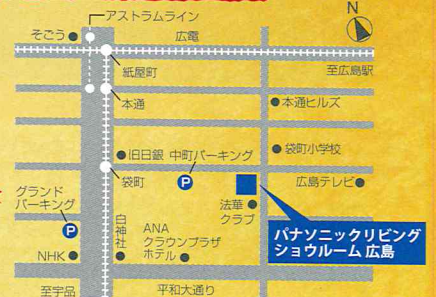 アストラムライン
N
そごう
広電
紙屋町
至広島駅
本通
本通ヒルズ
旧日銀
中町パーキング
袋町小学校
袋町
P
広島テレビ
グランド
パーキング
法華
クラブ
P
白神社
ANA
クラウンプラザ
ホテル
パナソニックリビング
ショウルーム 広島
NHK
至宇品
平和大通り